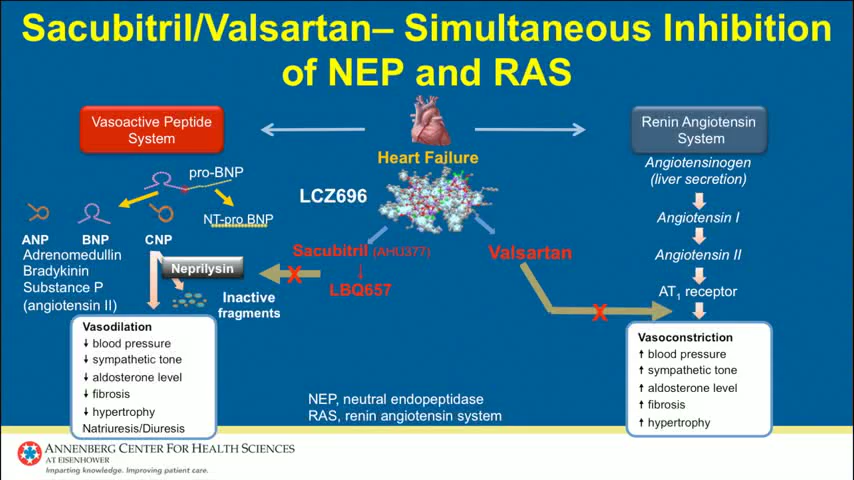 Sacubitril/Valsartan– Simultaneous Inhibition
of NEP and RAS
Vasoactive Peptide
System
Heart Failure
Renin Angiotensin
System
pro-BNP
NT-pro BNP
LCZ696
Angiotensinogen
(liver secretion)
Angiotensin I
Angiotensin II
AT1 receptor
ANP
BNP
CNP
Adrenomedullin
Bradykinin
Substance P
(angiotensin II)
Neprilysin
Inactive
fragments
Sacubitril (AHU377)
LBQ657
Valsartan
X
X
Vasodilation
↓ blood pressure
↓ sympathetic tone
↓ aldosterone level
↓ fibrosis
↓ hypertrophy
Natriuresis/Diuresis
Vasoconstriction
↑ blood pressure
↑ sympathetic tone
↑ aldosterone level
↑ fibrosis
↑ hypertrophy
NEP, neutral endopeptidase
RAS, renin angiotensin system
ANNENBERG CENTER FOR HEALTH SCIENCES
AT EISENHOWER
Imparting knowledge. Improving patient care.